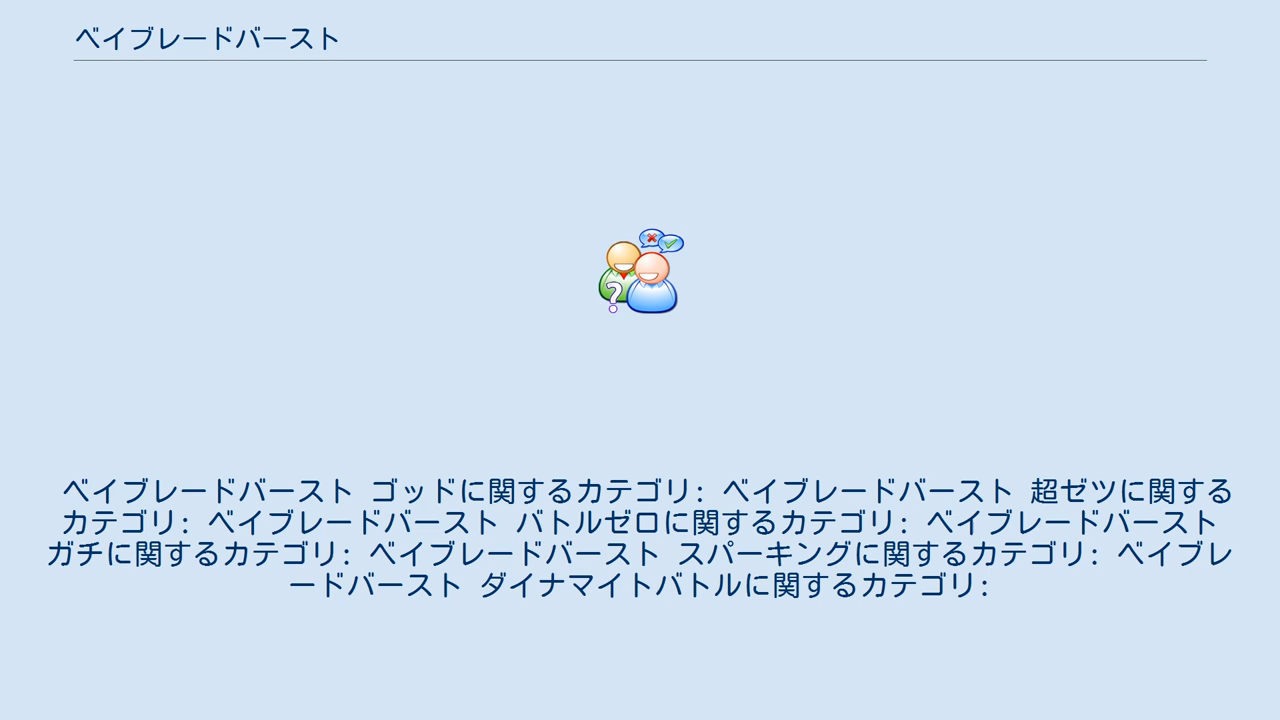 ベイブレードバースト
ベイブレードバースト ゴッドに関するカテゴリ: ベイブレードバースト 超ゼツに関する
カテゴリ: ベイブレードバースト バトルゼロに関するカテゴリ: ベイブレードバースト
ガチに関するカテゴリ: ベイブレードバースト スパーキングに関するカテゴリ: ベイブレ
ードバースト ダイナマイトバトルに関するカテゴリ: